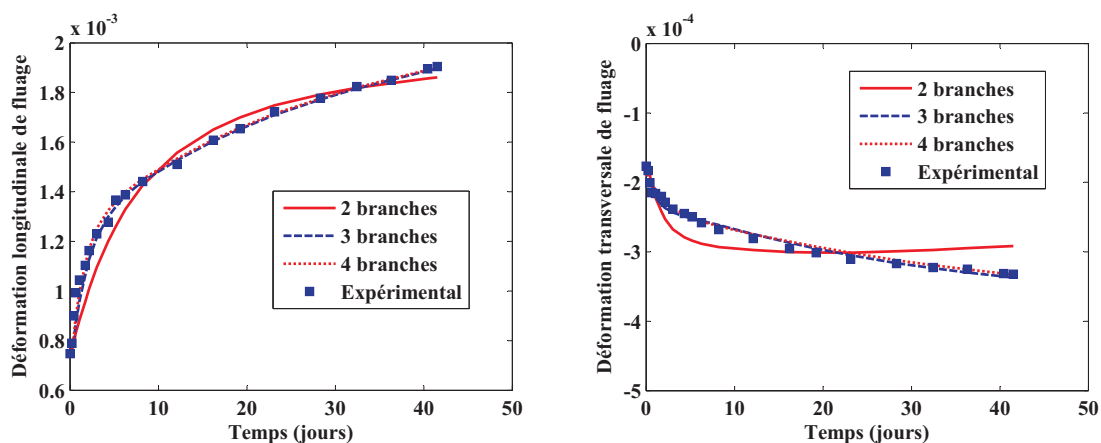 x 10⁻³
Déformation longitudinale de fluage
2
1.8
1.6
1.4
1.2
1
0.8
0.6
0
10
20
30
40
50
Temps (jours)
2 branches
3 branches
4 branches
Expérimental
x 10⁻⁴
Déformation transversale de fluage
0
-1
-2
-3
-4
-5
0
10
20
30
40
50
Temps (jours)
2 branches
3 branches
4 branches
Expérimental